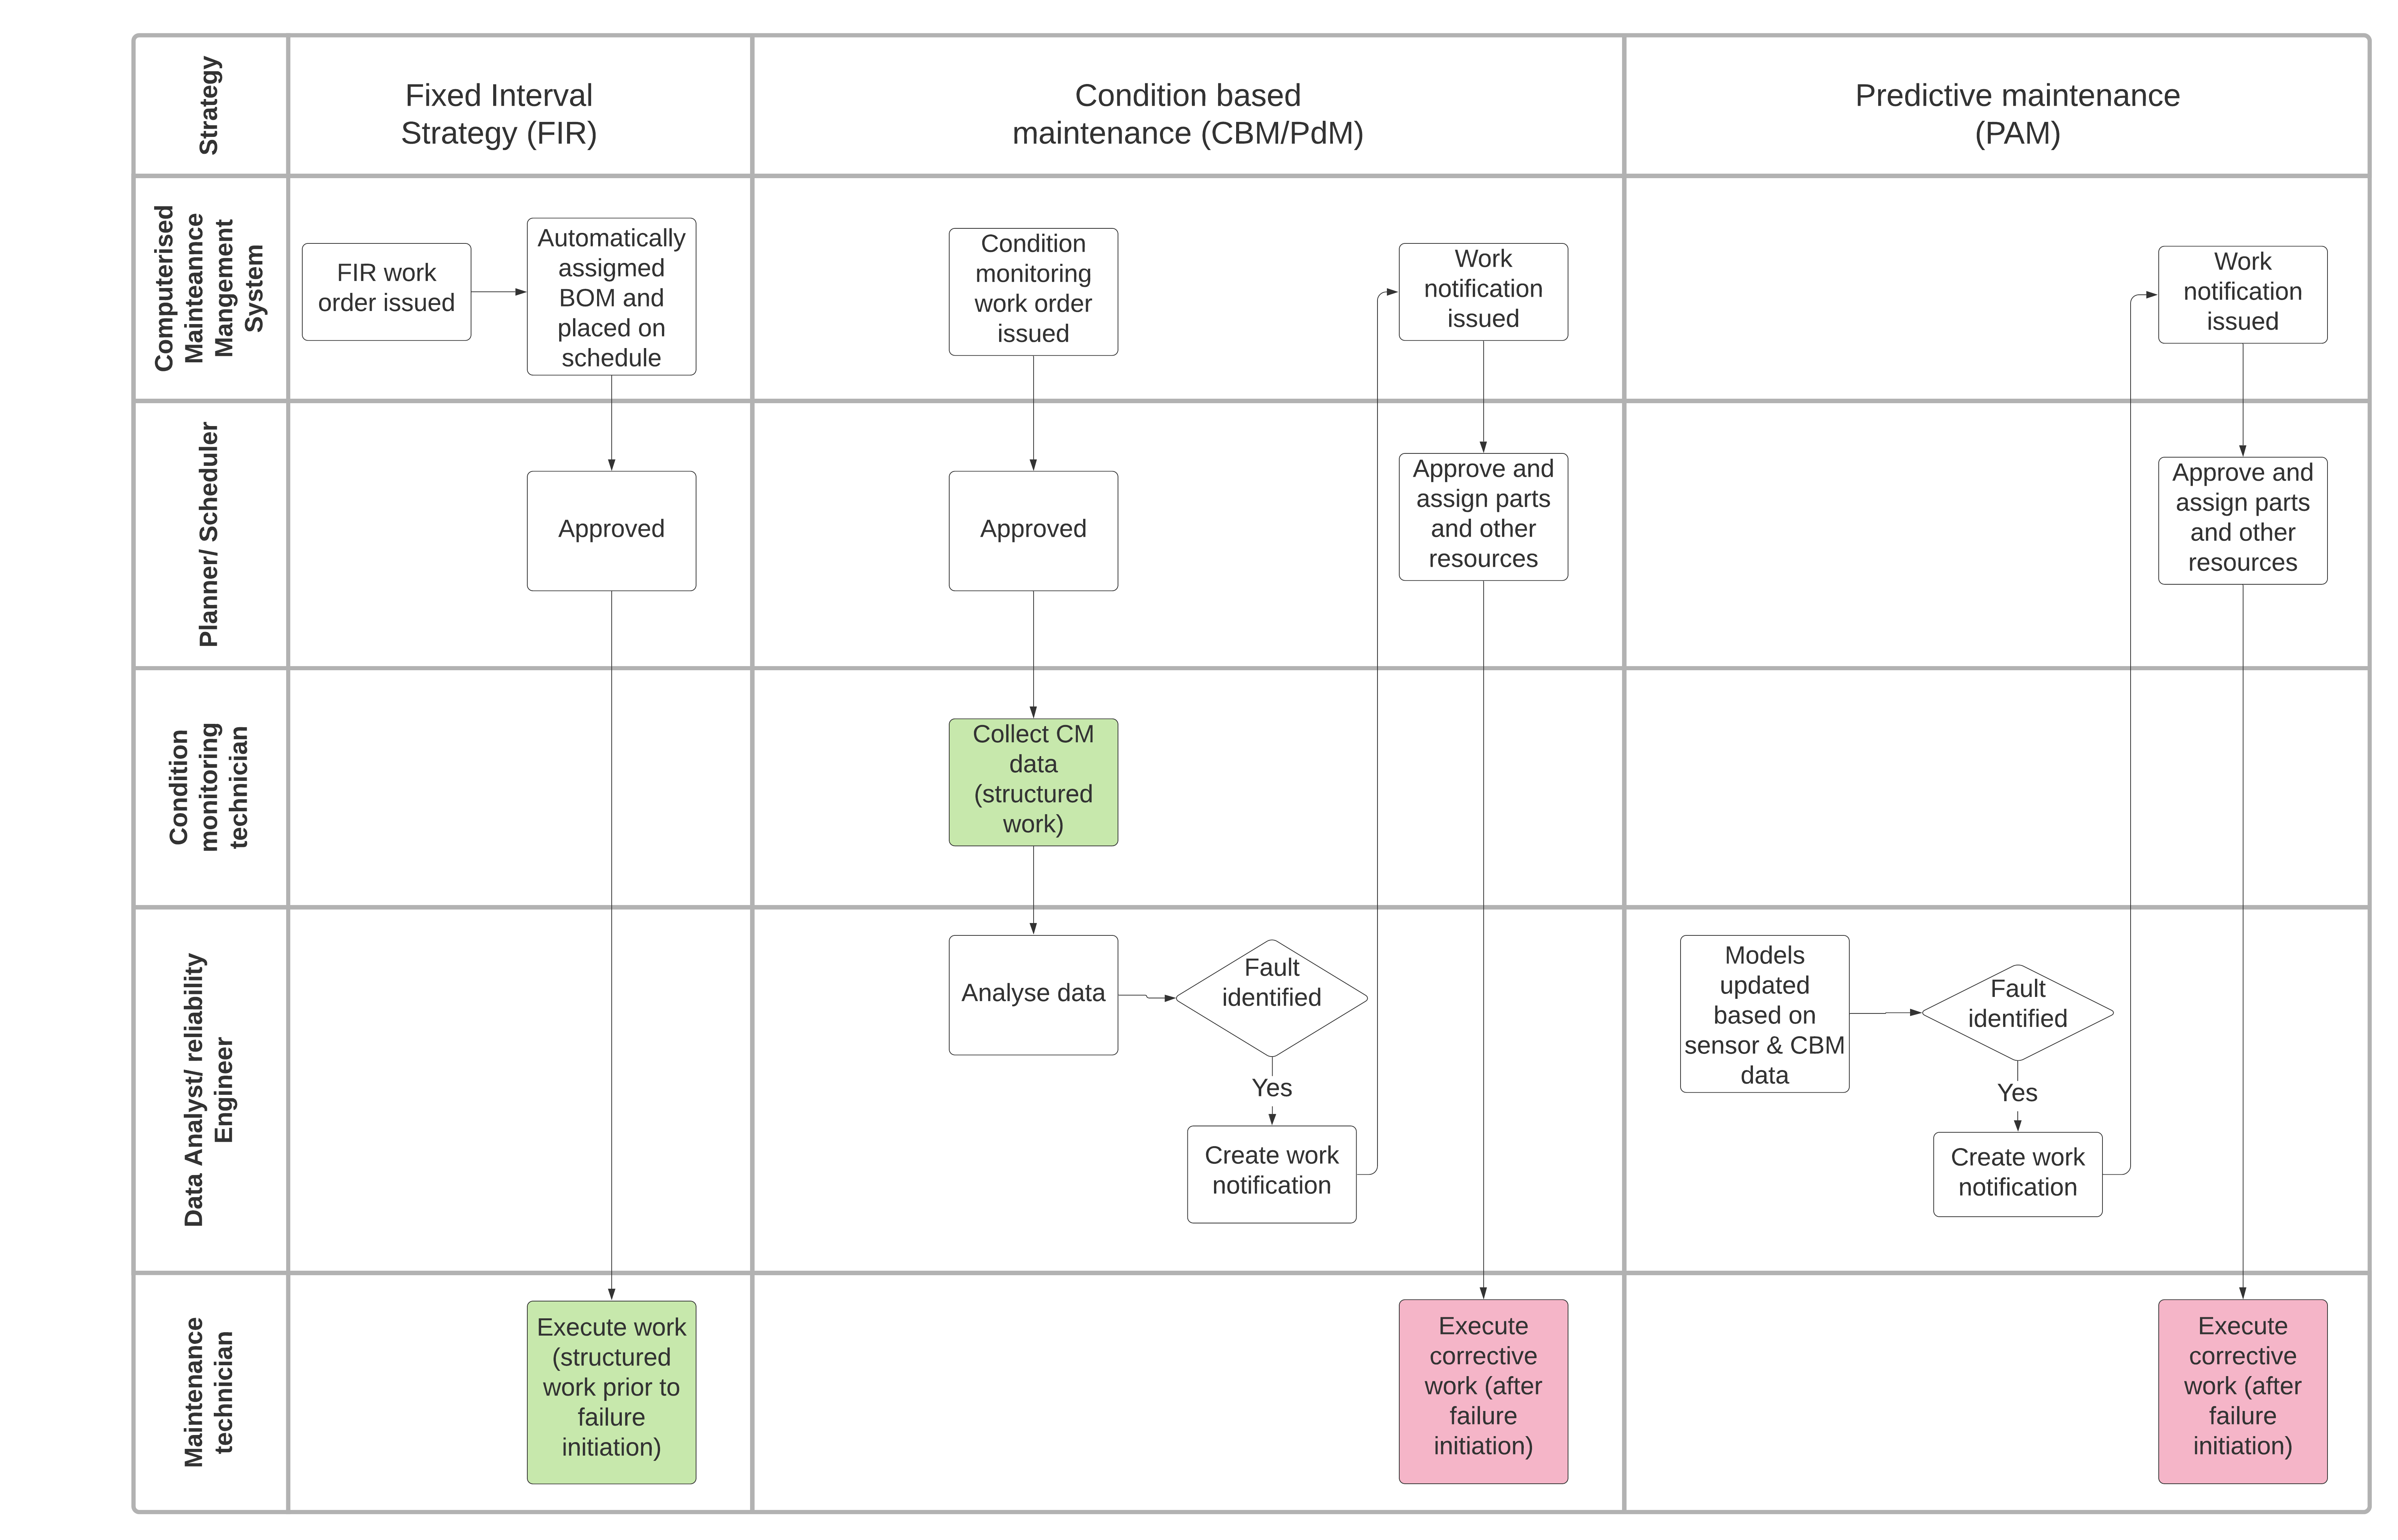 Strategy
Fixed Interval
Strategy (FIR)
Condition based
maintenance (CBM/PdM)
Predictive maintenance
(PAM)
Computerised
Mainteannce
Mangement
System
FIR work
order issued
Automatically
assigmed
BOM and
placed on
schedule
Condition
monitoring
work order
issued
Work
notification
issued
Work
notification
issued
Planner/ Scheduler
Approved
Approved
Approve and
assign parts
and other
resources
Approve and
assign parts
and other
resources
Condition
monitoring
technician
Collect CM
data
(structured
work)
Data Analyst/ reliability
Engineer
Analyse data
Fault
identified
Yes
Create work
notification
Models
updated
based on
sensor & CBM
data
Fault
identified
Yes
Create work
notification
Maintenance
technician
Execute work
(structured
work prior to
failure
initiation)
Execute
corrective
work (after
failure
initiation)
Execute
corrective
work (after
failure
initiation)